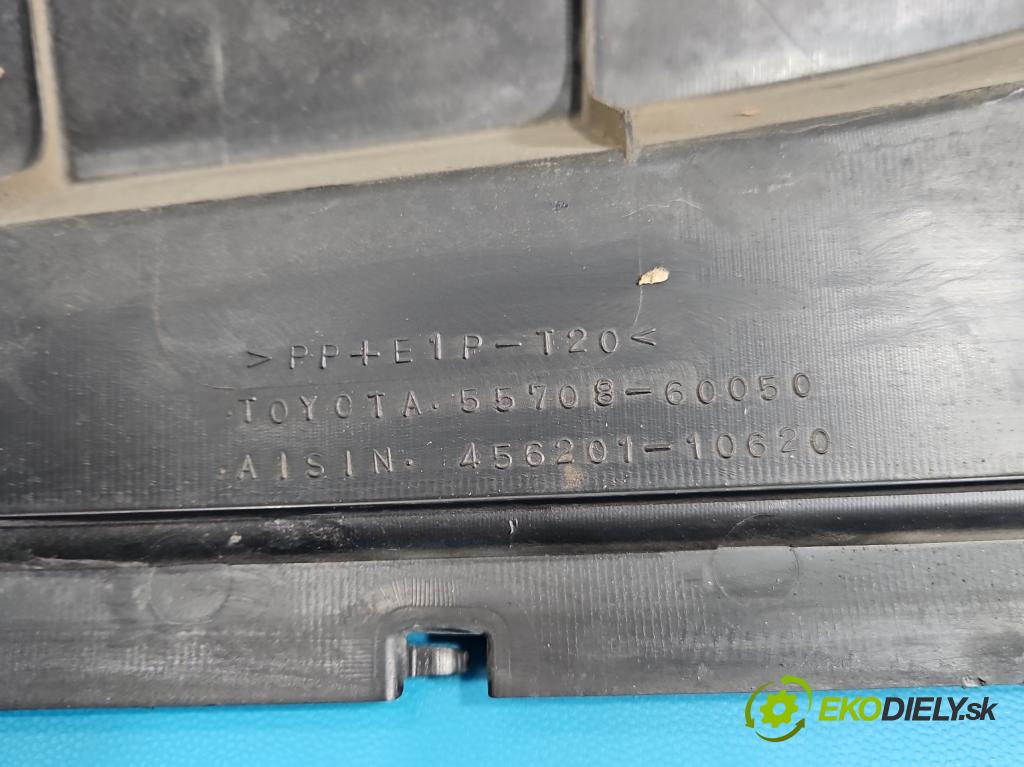 >PP+E1P-T20<
·TOYOTA· 55708-60050
·AISIN· 456201-10620
EKODIELY.sk